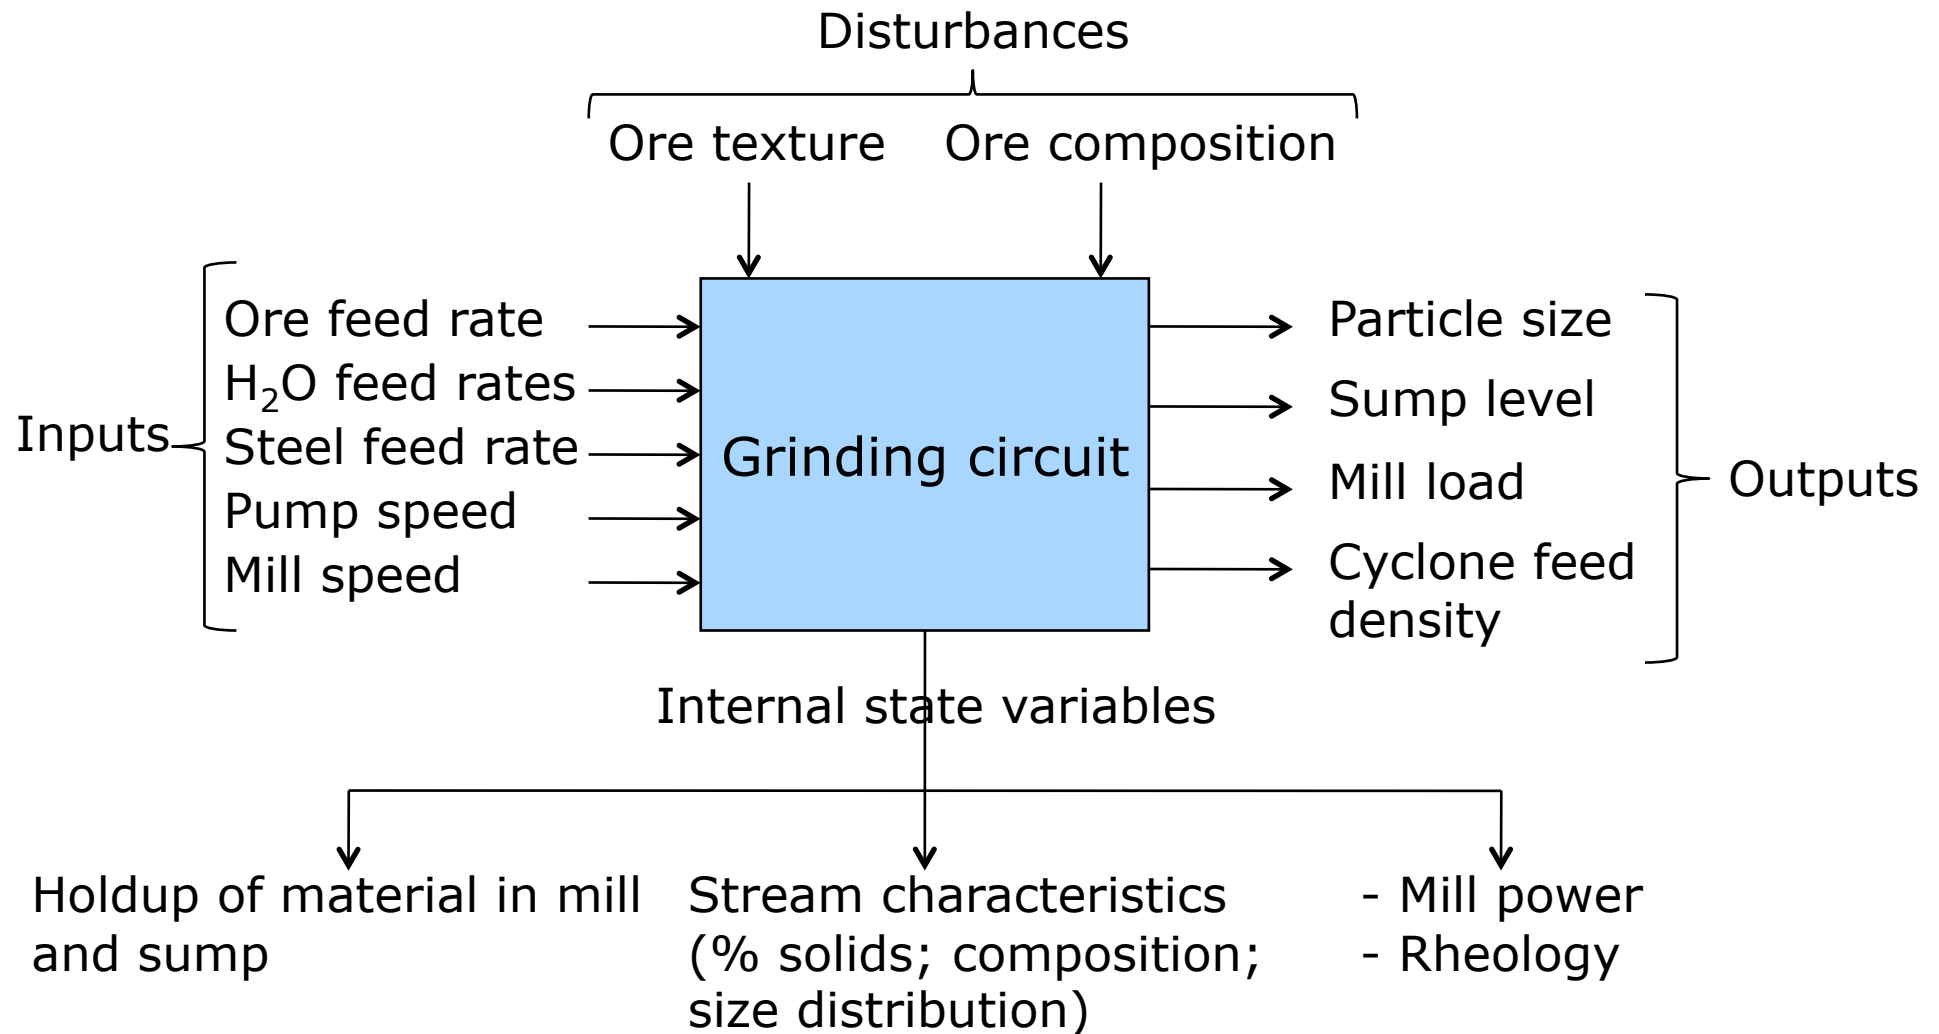 Disturbances
Ore texture
Ore composition
Inputs
Ore feed rate
H₂O feed rates
Steel feed rate
Pump speed
Mill speed
Grinding circuit
Particle size
Sump level
Mill load
Cyclone feed
density
Outputs
Internal state variables
Holdup of material in mill
and sump
Stream characteristics
(% solids; composition;
size distribution)
- Mill power
- Rheology